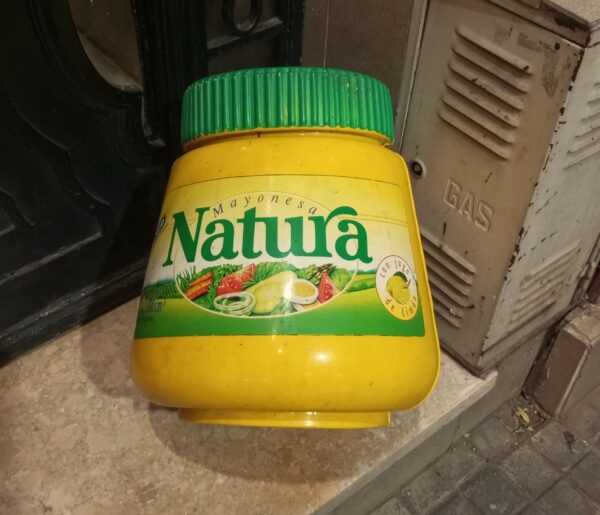 Mayonesa
Natura
con jugo
de Limón
GAS